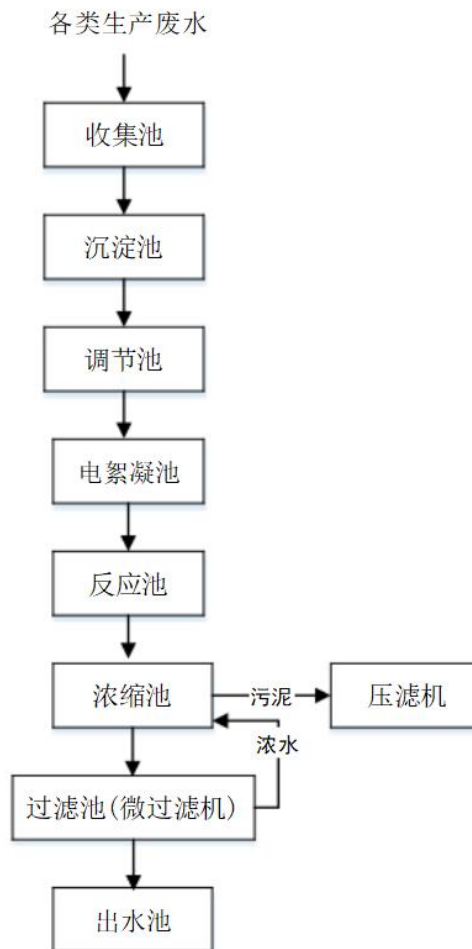 各类生产废水
收集池
沉淀池
调节池
电絮凝池
反应池
浓缩池
污泥
压滤机
浓水
过滤池(微过滤机)
出水池